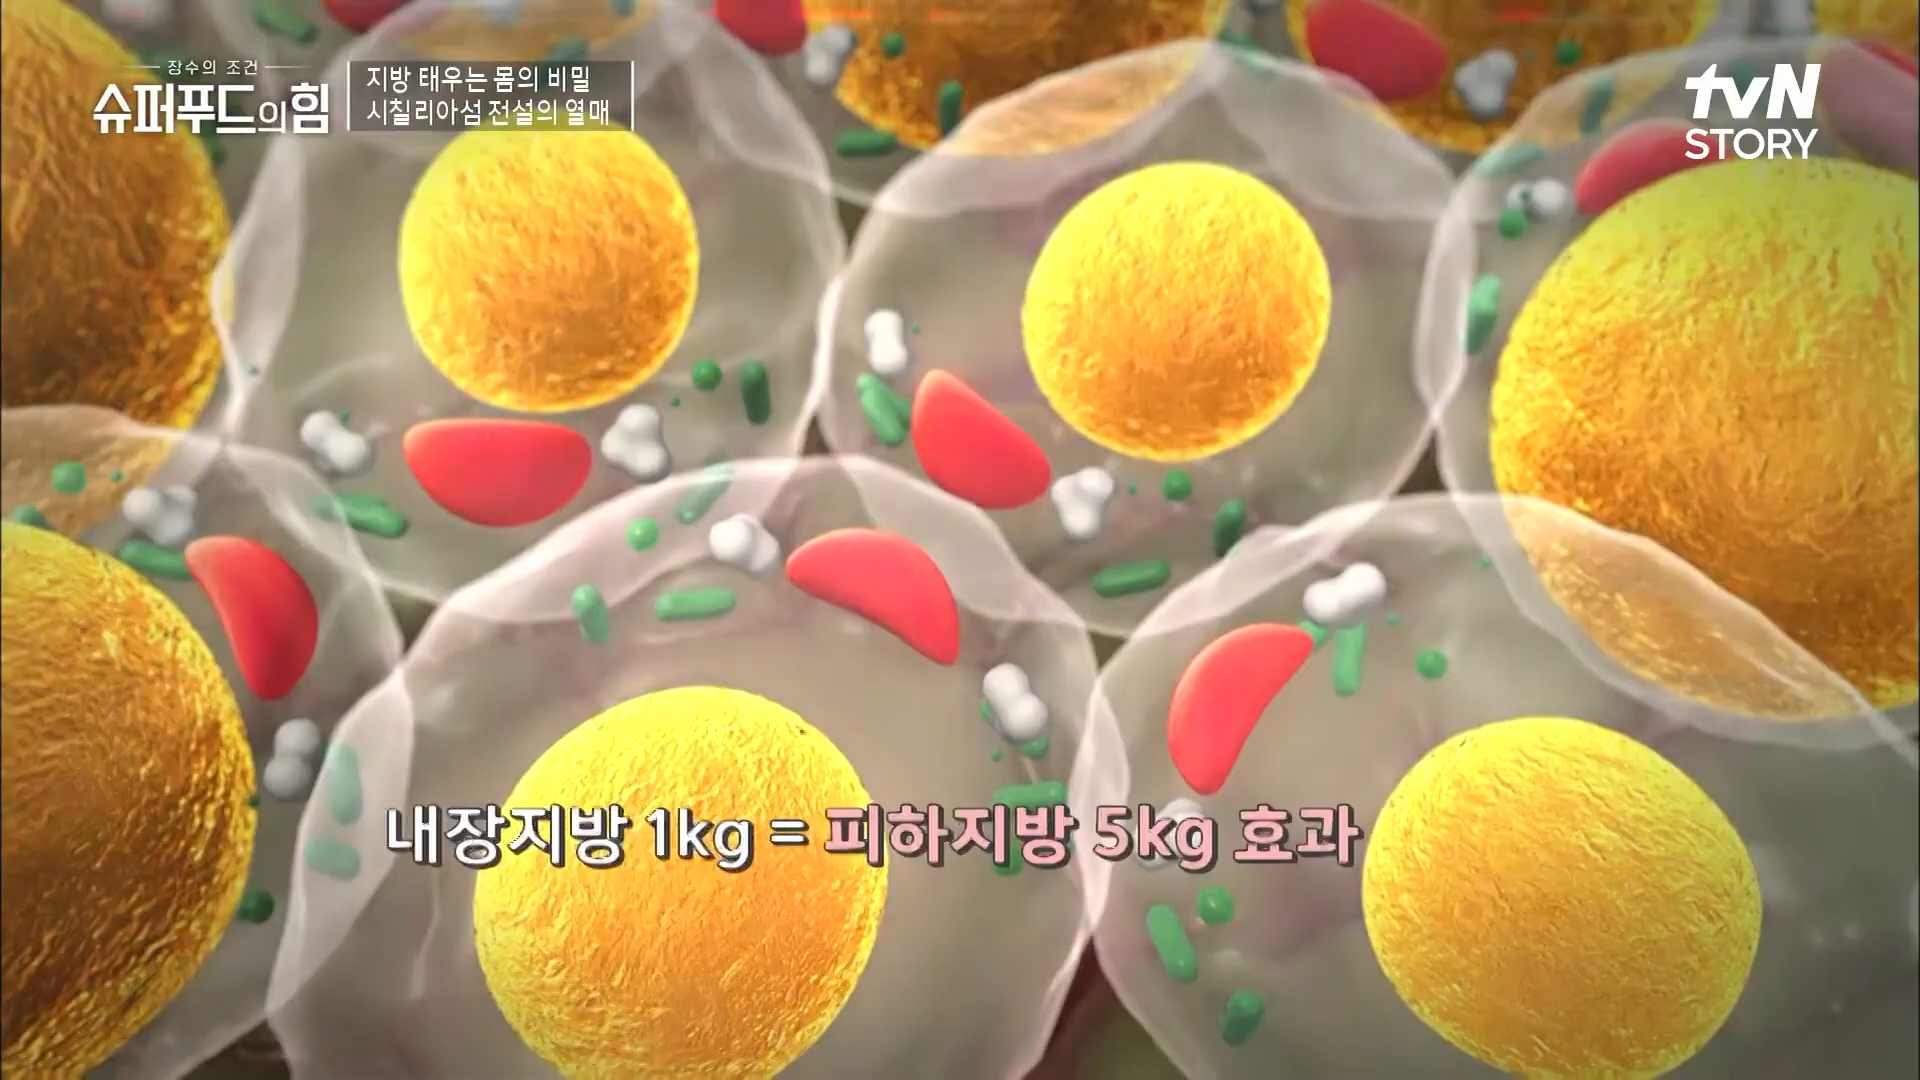 장수의 조건
슈퍼푸드의 힘
지방 태우는 몸의 비밀
시칠리아섬 전설의 열매
tvN
STORY
내장지방 1kg = 피하지방 5kg 효과